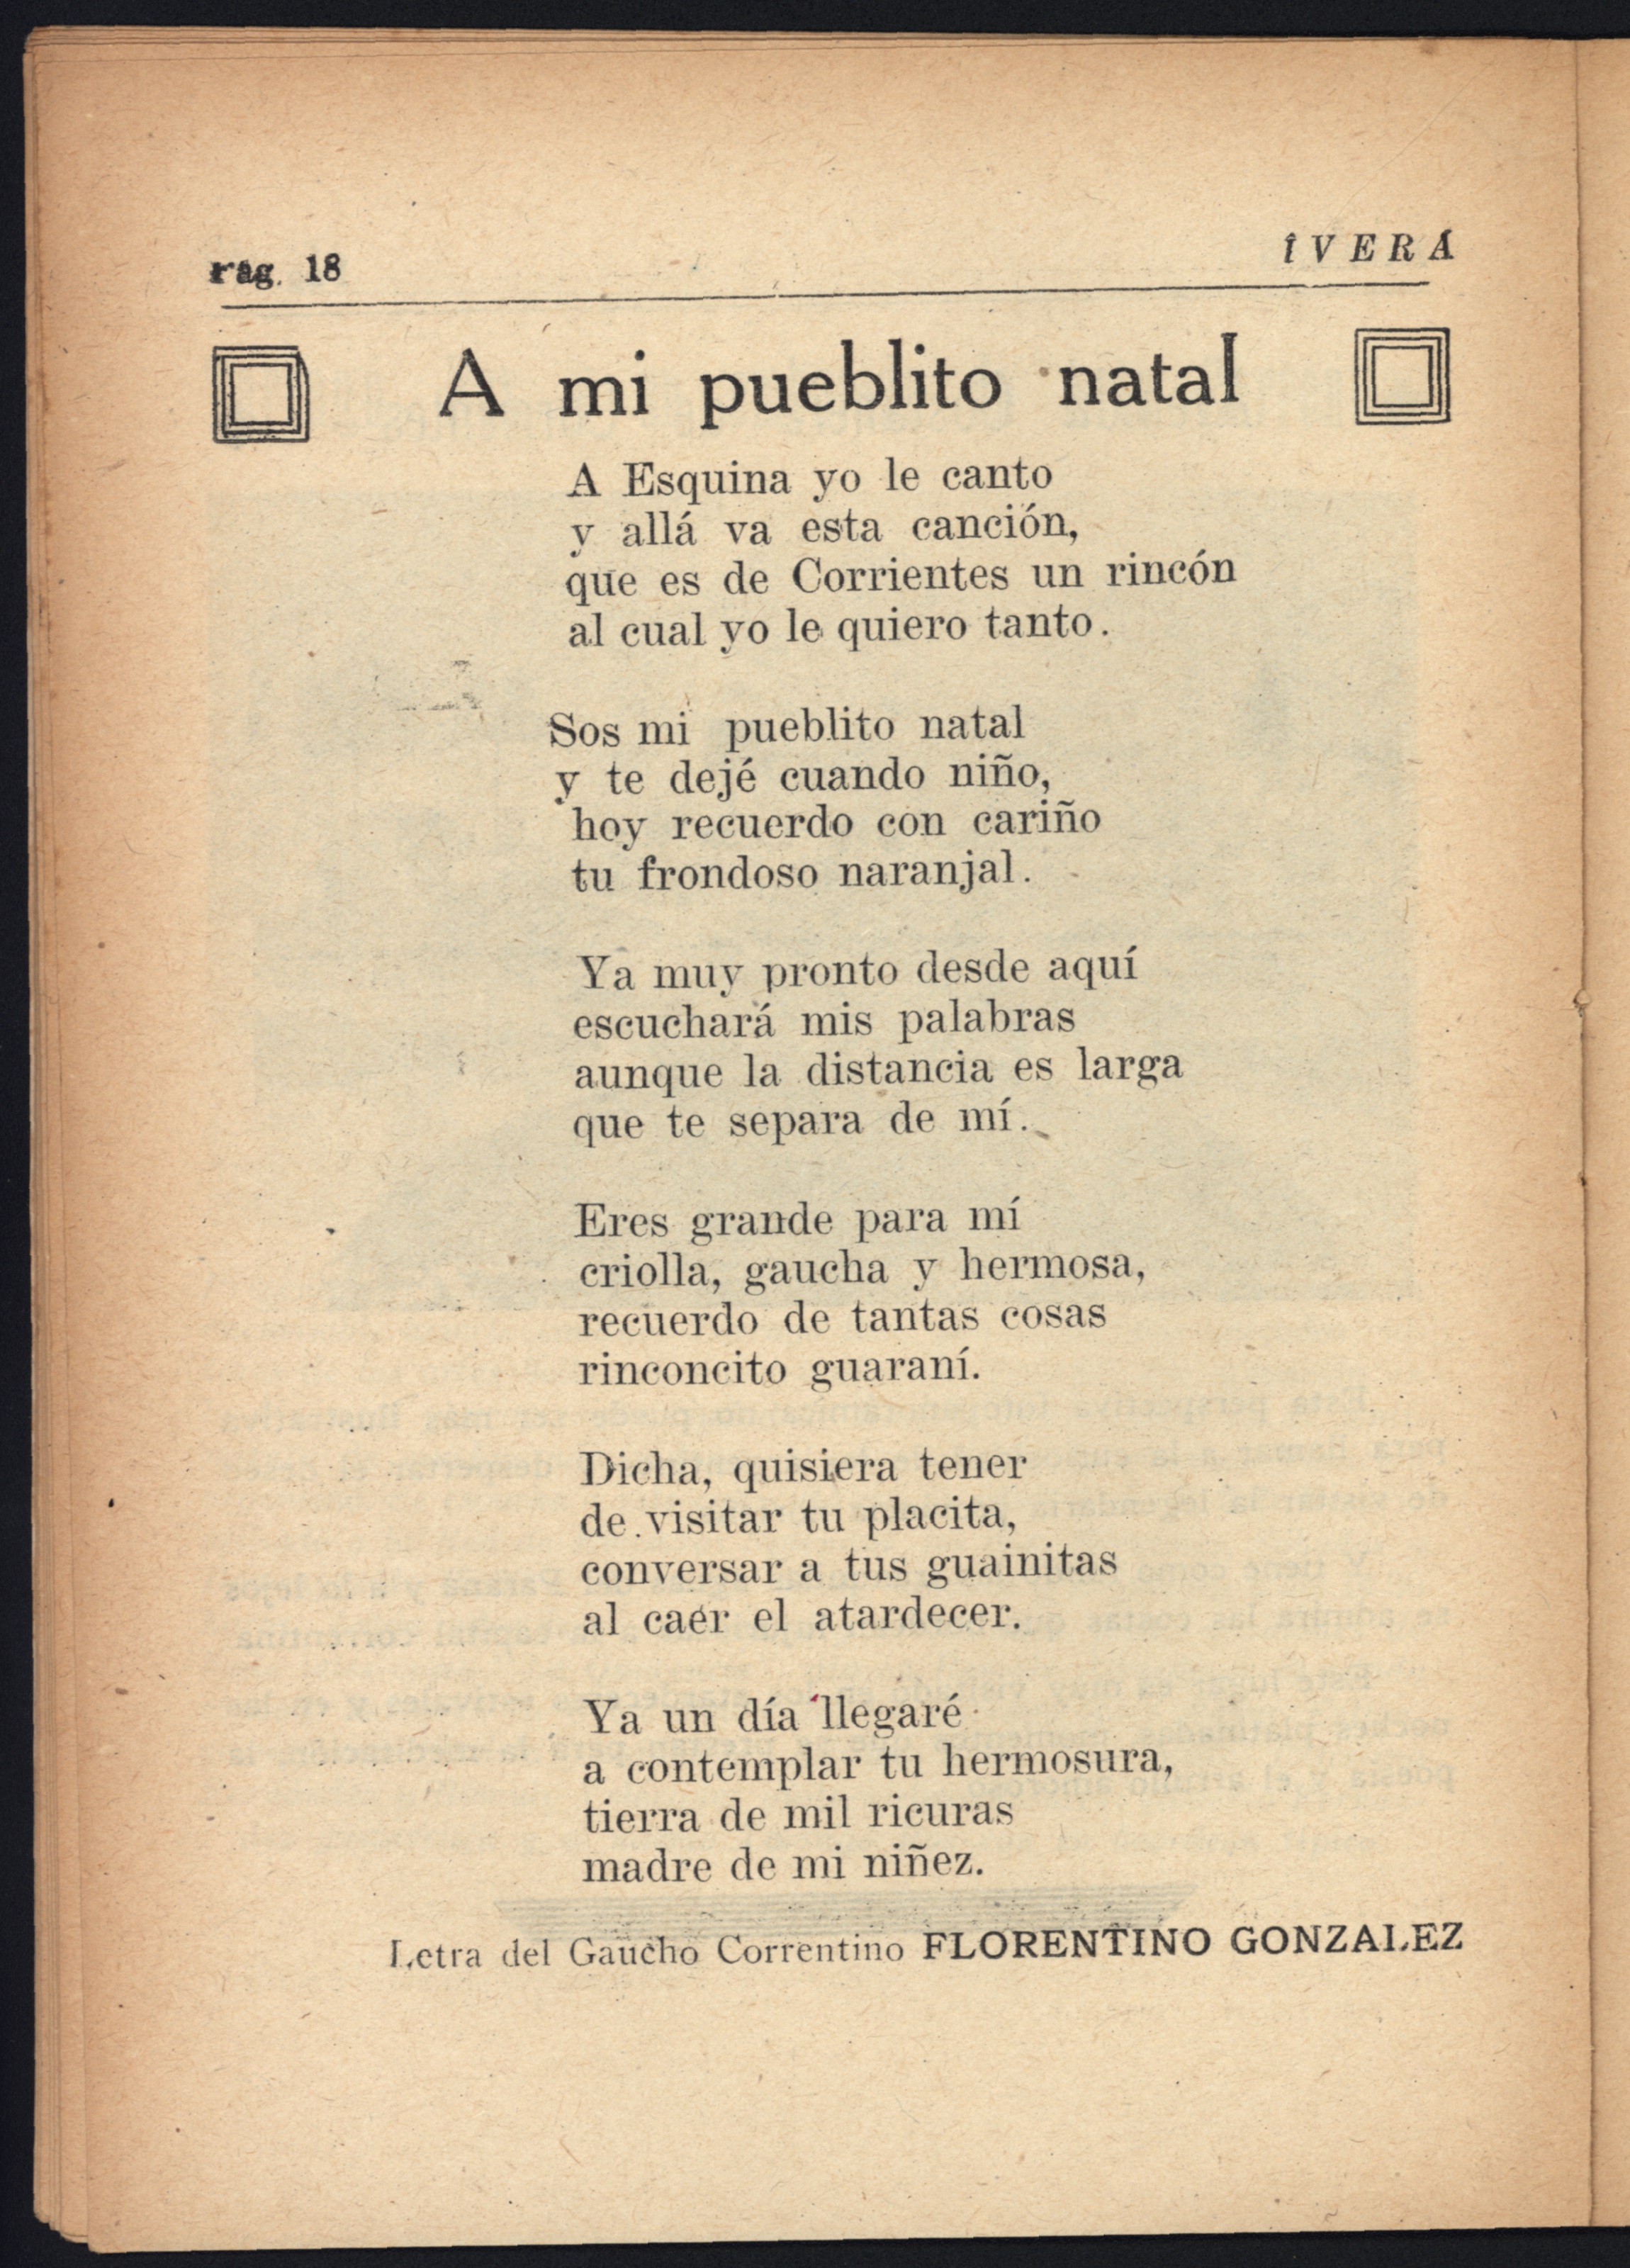 Pag. 18
îVERÁ
A mi pueblito natal
A Esquina yo le canto
y allá va esta canción,
que es de Corrientes un rincón
al cual yo le quiero tanto.
Sos mi pueblito natal
y te dejé cuando niño,
hoy recuerdo con cariño
tu frondoso naranjal.
Ya muy pronto desde aquí
escuchará mis palabras
aunque la distancia es larga
que te separa de mí.
Eres grande para mí
criolla, gaucha y hermosa,
recuerdo de tantas cosas
rinconcito guaraní.
Dicha, quisiera tener
de visitar tu placita,
conversar a tus guainitas
al caer el atardecer.
Ya un día llegaré
a contemplar tu hermosura,
tierra de mil ricuras
madre de mi niñez.
Letra del Gaucho Correntino FLORENTINO GONZALEZ